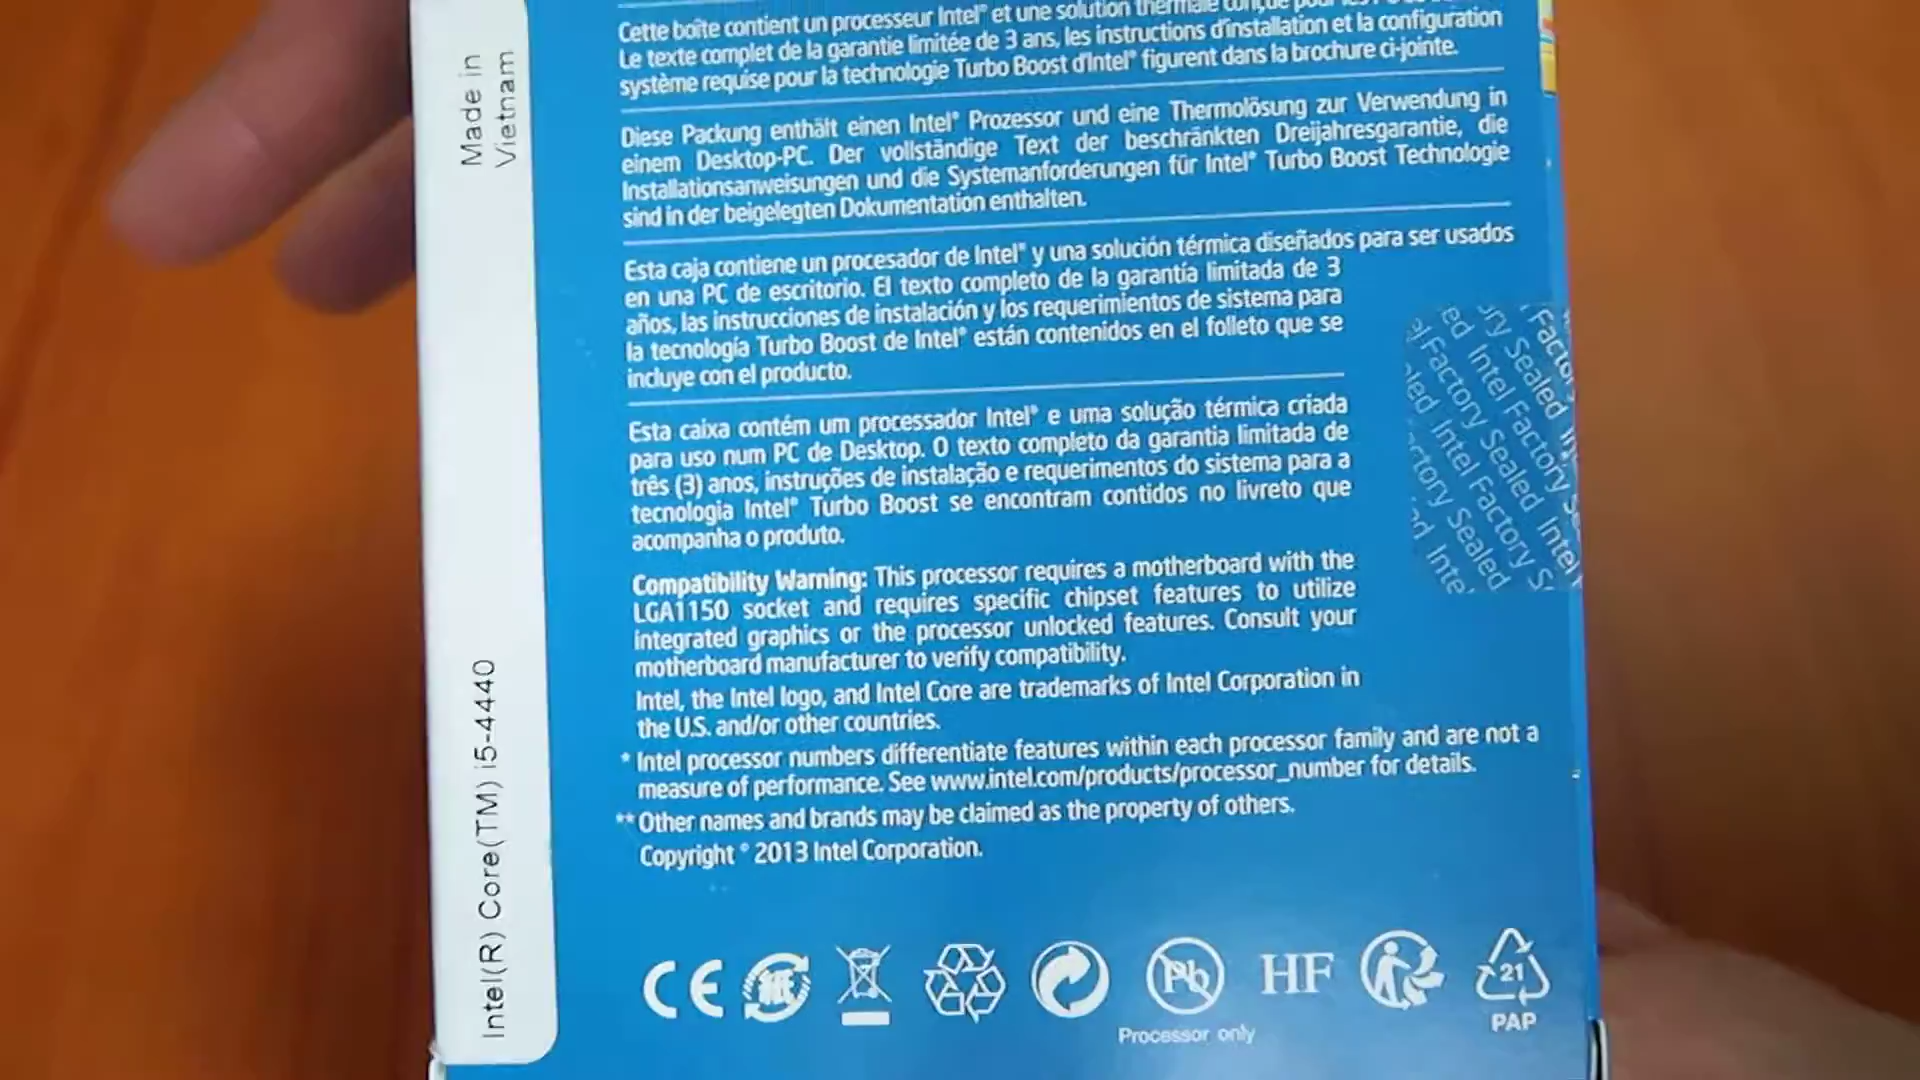 Made in
Vietnam
Intel(R) Core(TM) i5-4440
Cette boîte contient un processeur Intel® et une solution thermale conçue pour les
Le texte complet de la garantie limitée de 3 ans, les instructions d'installation et la configuration
système requise pour la technologie Turbo Boost d'Intel® figurent dans la brochure ci-jointe.
Diese Packung enthält einen Intel® Prozessor und eine Thermolösung zur Verwendung in
einem Desktop-PC. Der vollständige Text der beschränkten Dreijahresgarantie, die
Installationsanweisungen und die Systemanforderungen für Intel® Turbo Boost Technologie
sind in der beigelegten Dokumentation enthalten.
Esta caja contiene un procesador de Intel® y una solución térmica diseñados para ser usados
en una PC de escritorio. El texto completo de la garantía limitada de 3
años, las instrucciones de instalación y los requerimientos de sistema para
la tecnología Turbo Boost de Intel® están contenidos en el folleto que se
incluye con el producto.
Esta caixa contém um processador Intel® e uma solução térmica criada
para uso num PC de Desktop. O texto completo da garantia limitada de
três (3) anos, instruções de instalação e requerimentos do sistema para a
tecnologia Intel® Turbo Boost se encontram contidos no livreto que
acompanha o produto.
Compatibility Warning: This processor requires a motherboard with the
LGA1150 socket and requires specific chipset features to utilize
integrated graphics or the processor unlocked features. Consult your
motherboard manufacturer to verify compatibility.
Intel, the Intel logo, and Intel Core are trademarks of Intel Corporation in
the U.S. and/or other countries.
* Intel processor numbers differentiate features within each processor family and are not a
measure of performance. See www.intel.com/products/processor_number for details.
** Other names and brands may be claimed as the property of others.
Copyright © 2013 Intel Corporation.
Factory
Sealed
Intel Factory
Factory Sealed Intel
Sealed Intel Factory
Factory Sealed
CE
紙
Pb
HF
21
PAP
Processor only